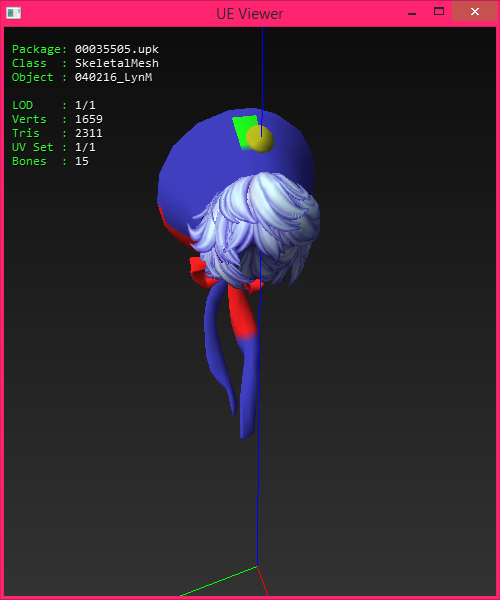 UE Viewer
Package: 00035505.upk
Class  : SkeletalMesh
Object : 040216_LynM
LOD    : 1/1
Verts  : 1659
Tris   : 2311
UV Set : 1/1
Bones  : 15